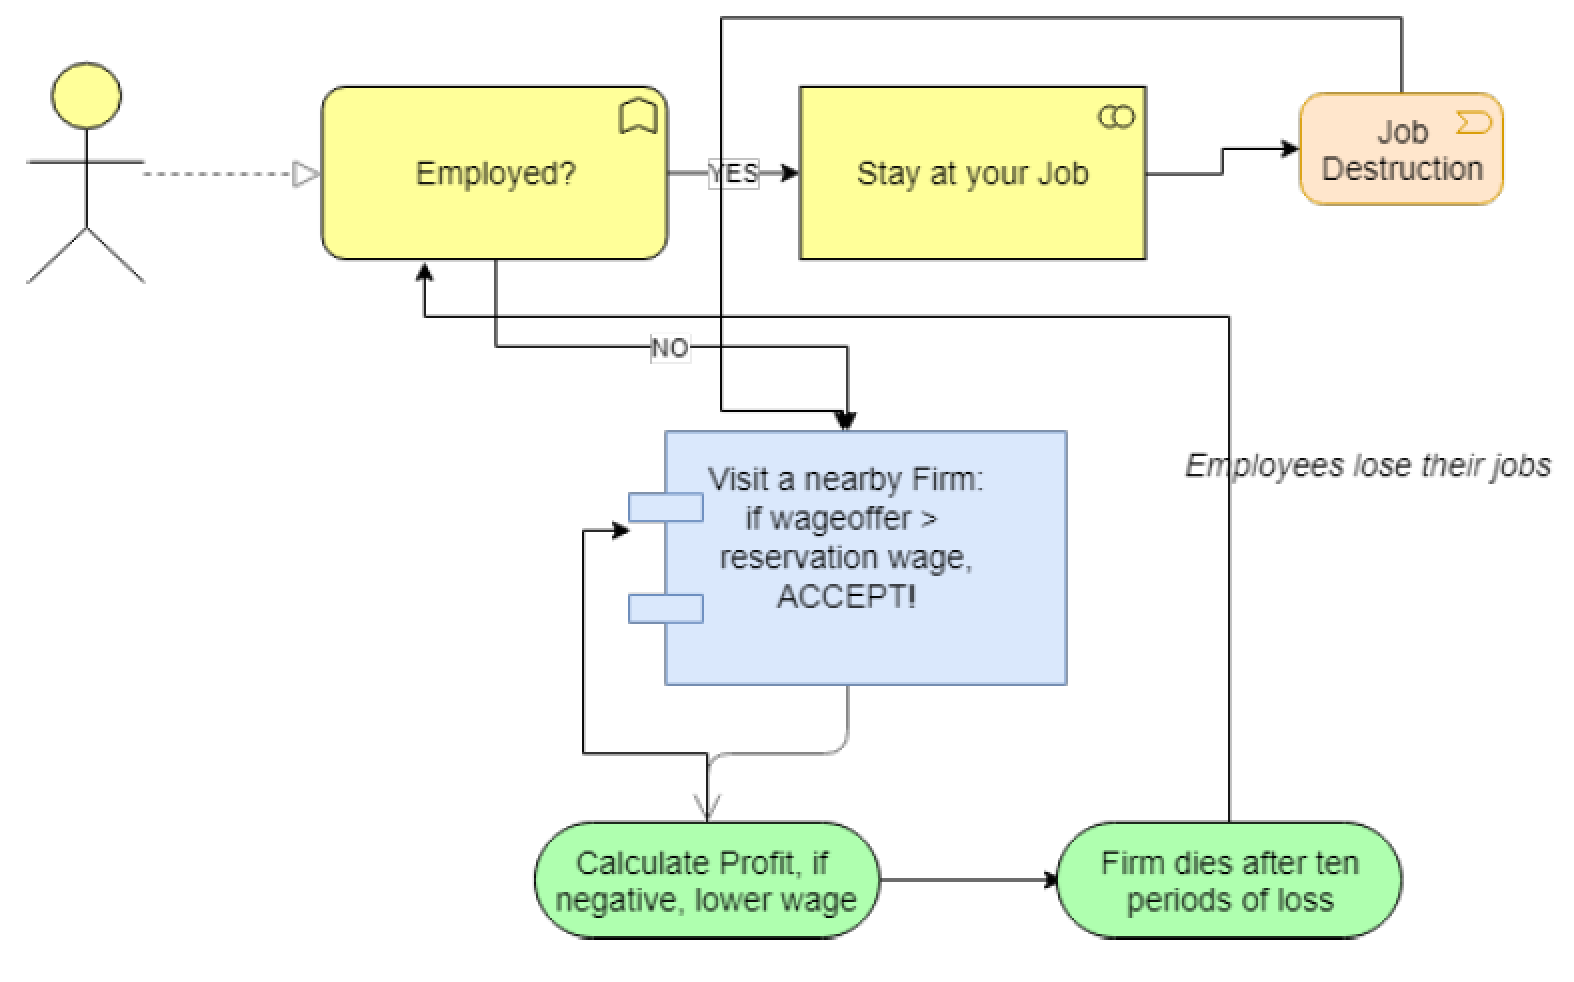 Employed?
YES
Stay at your Job
Job
Destruction
NO
Visit a nearby Firm:
if wageoffer >
reservation wage,
ACCEPT!
Employees lose their jobs
Calculate Profit, if
negative, lower wage
Firm dies after ten
periods of loss